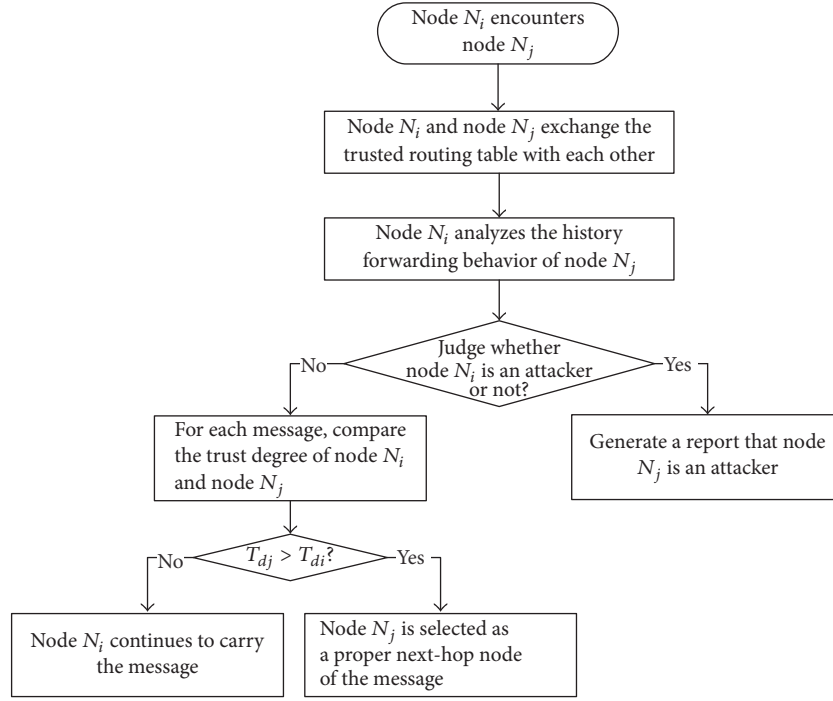 Node N_i encounters
node N_j
Node N_i and node N_j exchange the
trusted routing table with each other
Node N_i analyzes the history
forwarding behavior of node N_j
Judge whether
node N_i is an attacker
or not?
No
Yes
For each message, compare
the trust degree of node N_i
and node N_j
Generate a report that node
N_j is an attacker
T_dj > T_di?
No
Yes
Node N_i continues to carry
the message
Node N_j is selected as
a proper next-hop node
of the message